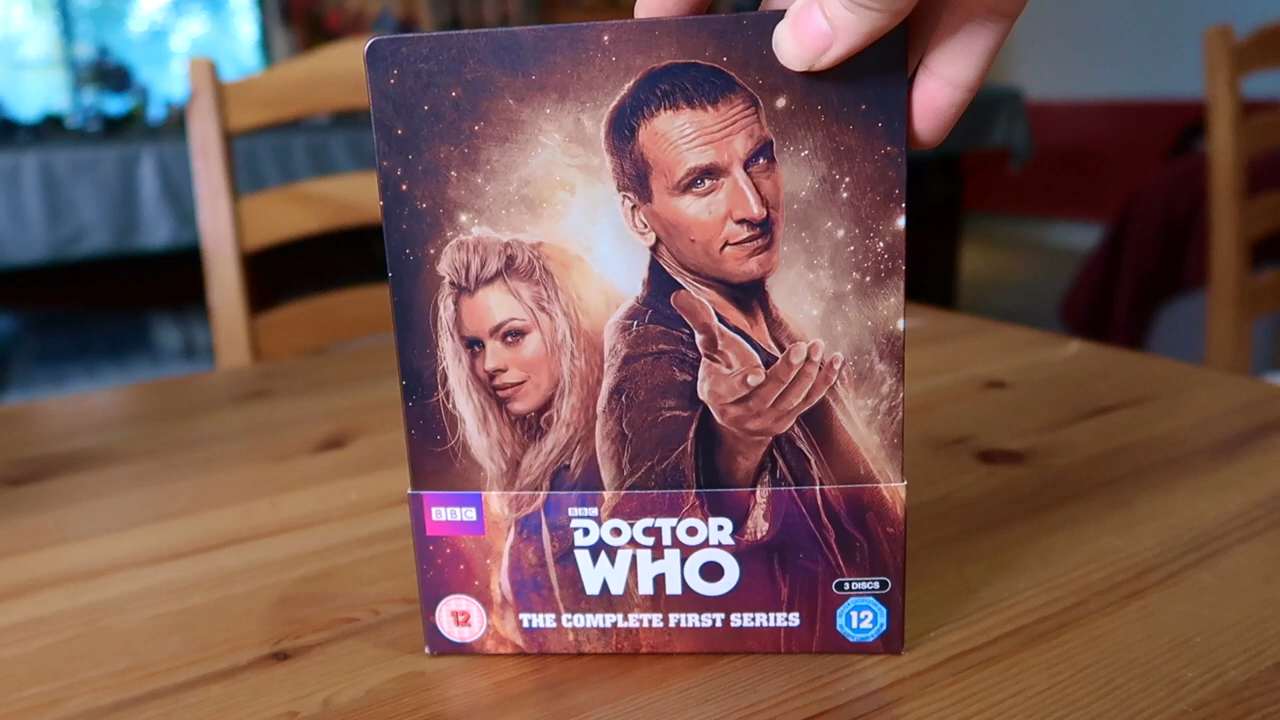 BBC
BBC
DOCTOR
WHO
3 DISCS
12
THE COMPLETE FIRST SERIES
12